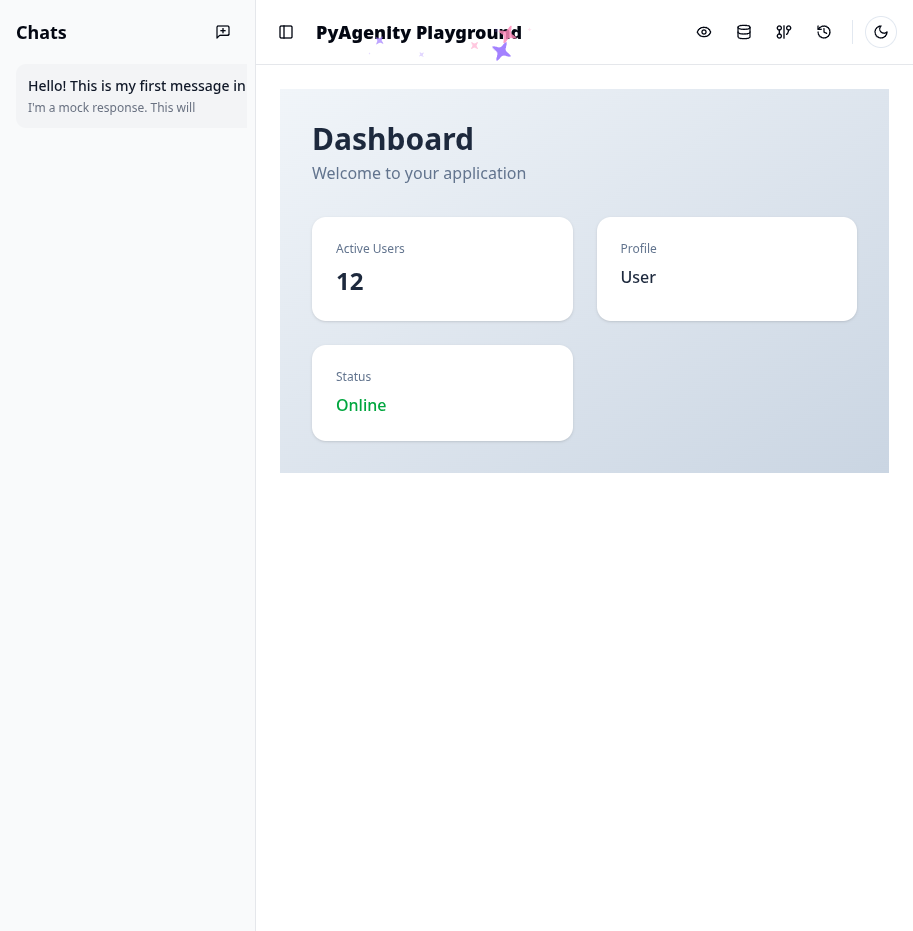 Chats
Hello! This is my first message in
I'm a mock response. This will
PyAgenity Playground
Dashboard
Welcome to your application
Active Users
12
Profile
User
Status
Online